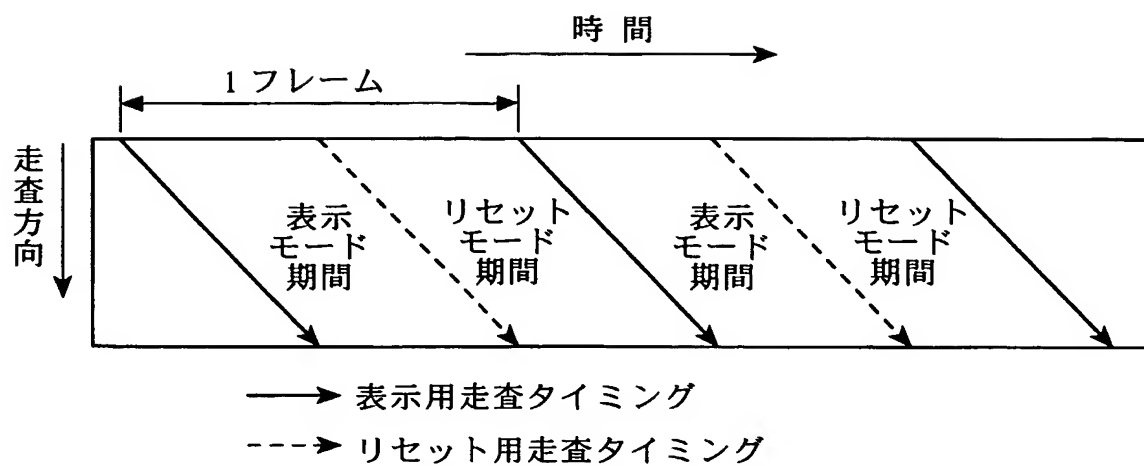 時 間
1 フレーム
走査方向
表示
モード
期間
リセット
モード
期間
表示
モード
期間
リセット
モード
期間
表示用走査タイミング
リセット用走査タイミング